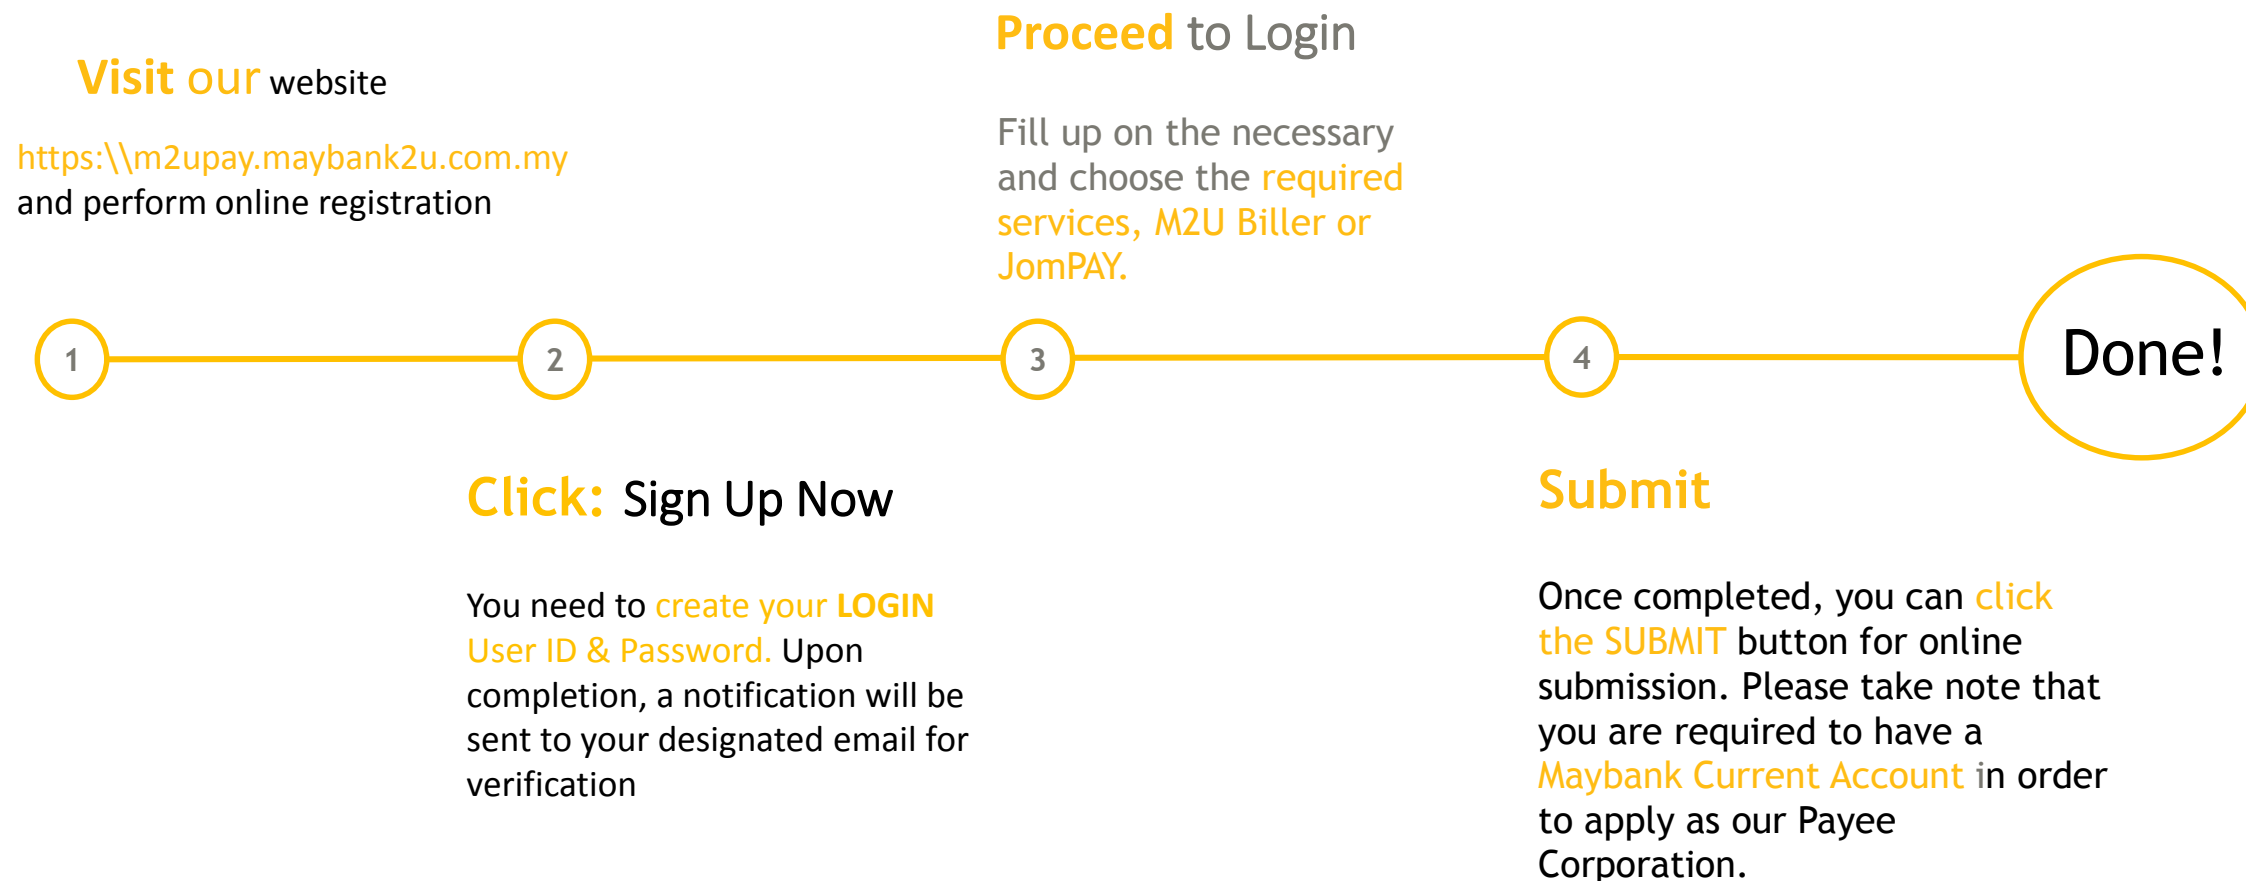 Visit our website
https:\\m2upay.maybank2u.com.my
and perform online registration
1
Click: Sign Up Now
You need to create your LOGIN
User ID & Password. Upon
completion, a notification will be
sent to your designated email for
verification
2
Proceed to Login
Fill up on the necessary
and choose the required
services, M2U Biller or
JomPAY.
3
4
Submit
Once completed, you can click
the SUBMIT button for online
submission. Please take note that
you are required to have a
Maybank Current Account in order
to apply as our Payee
Corporation.
Done!